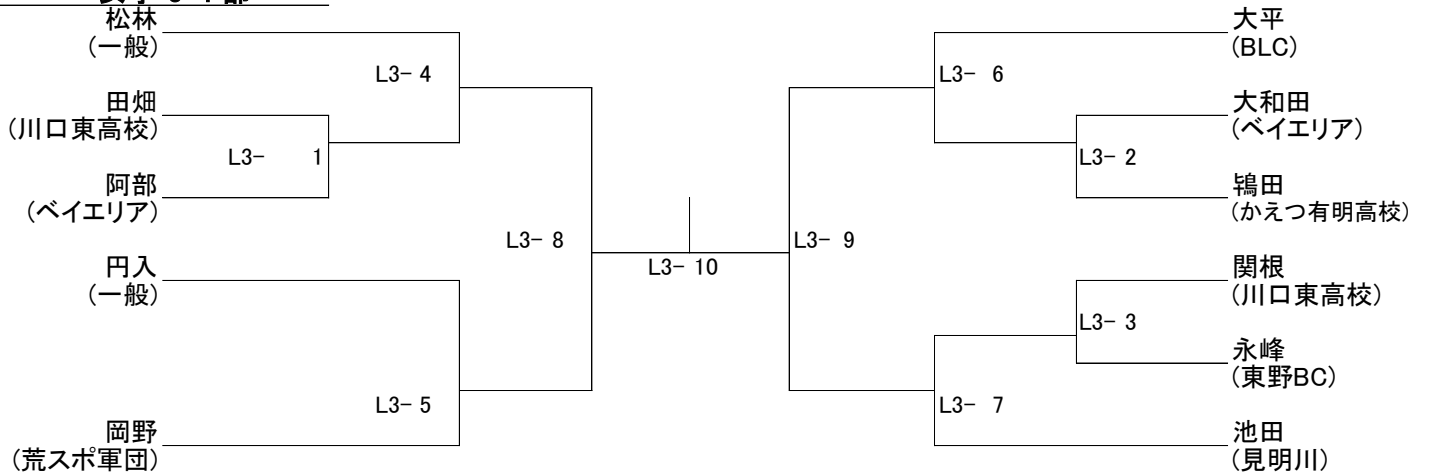 松林
(一般)
L3- 4
田畑
(川口東高校)
L3- 1
阿部
(ベイエリア)
L3- 8
円入
(一般)
L3- 5
岡野
(荒スポ軍団)
L3- 10
大平
(BLC)
L3- 6
大和田
(ベイエリア)
L3- 2
鴇田
(かえつ有明高校)
L3- 9
関根
(川口東高校)
L3- 3
永峰
(東野BC)
L3- 7
池田
(見明川)